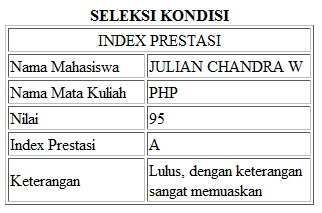 SELEKSI KONDISI
INDEX PRESTASI
Nama Mahasiswa JULIAN CHANDRA W
Nama Mata Kuliah PHP
Nilai 95
Index Prestasi A
Keterangan Lulus, dengan keterangan
sangat memuaskan